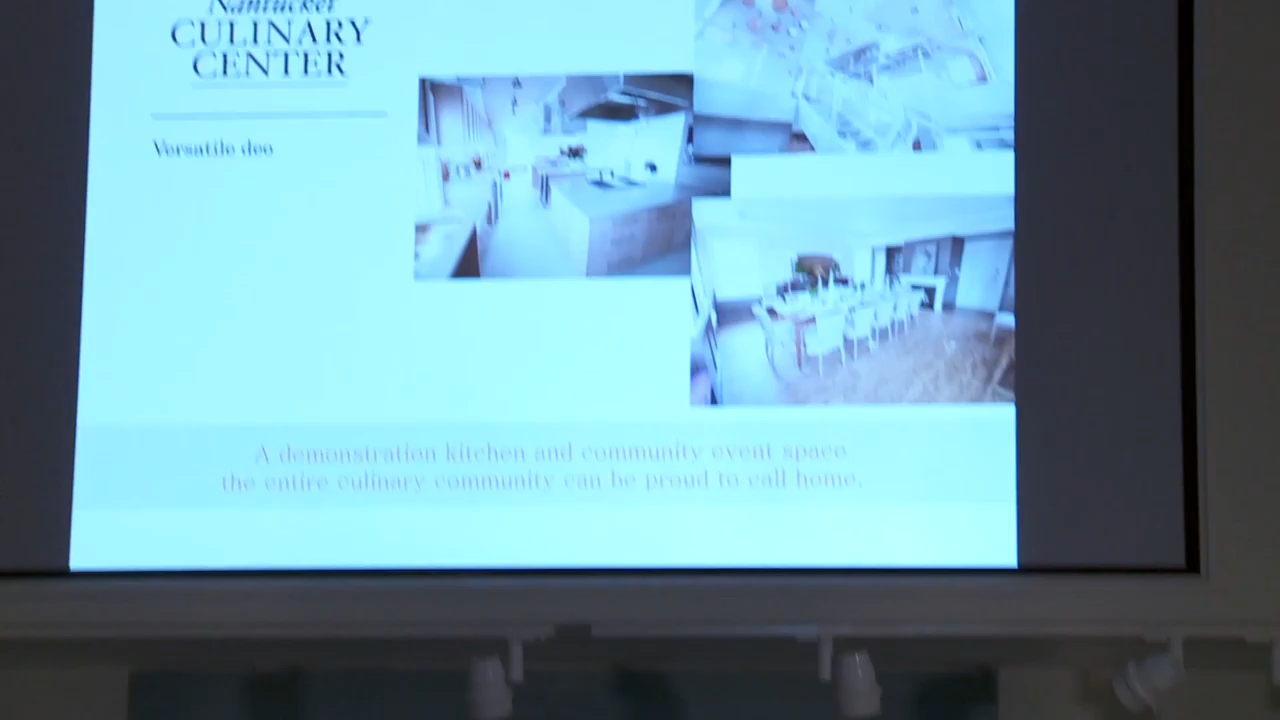 Nantucket
CULINARY
CENTER
Versatile deo
A demonstration kitchen and community event space
the entire culinary community can be proud to call home.